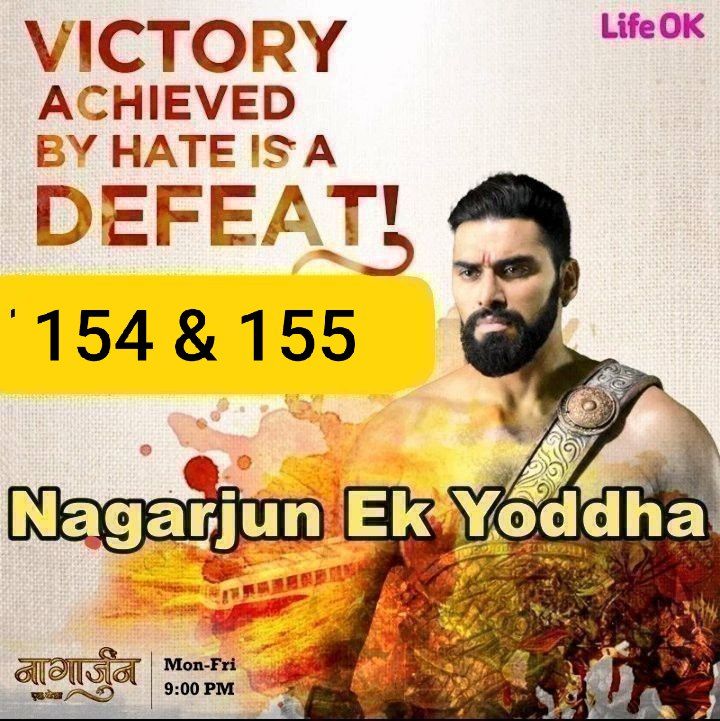 Life OK
VICTORY
ACHIEVED
BY HATE IS A
DEFEAT!
' 154 & 155
Nagarjun Ek Yoddha
नागार्जुन
एक योद्धा
Mon-Fri
9:00 PM